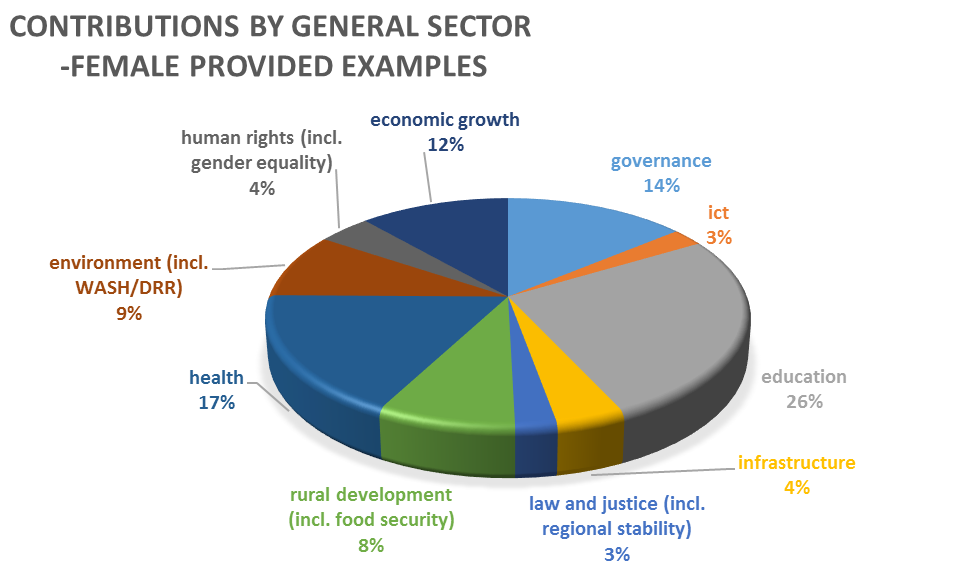 CONTRIBUTIONS BY GENERAL SECTOR
-FEMALE PROVIDED EXAMPLES
economic growth
12%
human rights (incl.
gender equality)
4%
governance
14%
ict
3%
environment (incl.
WASH/DRR)
9%
health
17%
education
26%
infrastructure
4%
rural development
(incl. food security)
8%
law and justice (incl.
regional stability)
3%